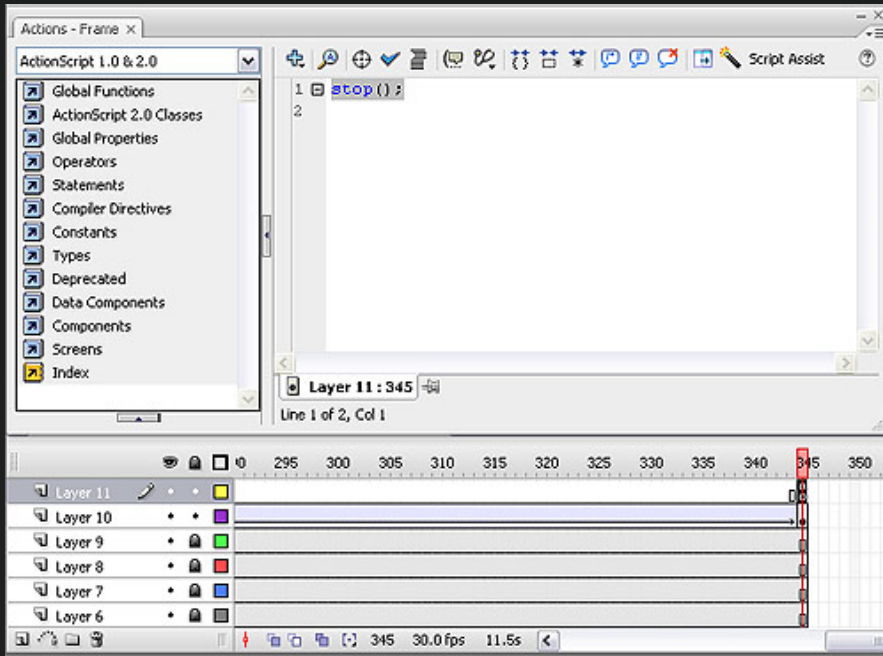 Actions - Frame ×
ActionScript 1.0 & 2.0
Script Assist
Global Functions
ActionScript 2.0 Classes
Global Properties
Operators
Statements
Compiler Directives
Constants
Types
Deprecated
Data Components
Components
Screens
Index
1 stop();
2
Layer 11 : 345
Line 1 of 2, Col 1
295 300 305 310 315 320 325 330 335 340 345 350
Layer 11
Layer 10
Layer 9
Layer 8
Layer 7
Layer 6
345 30.0 fps 11.5s